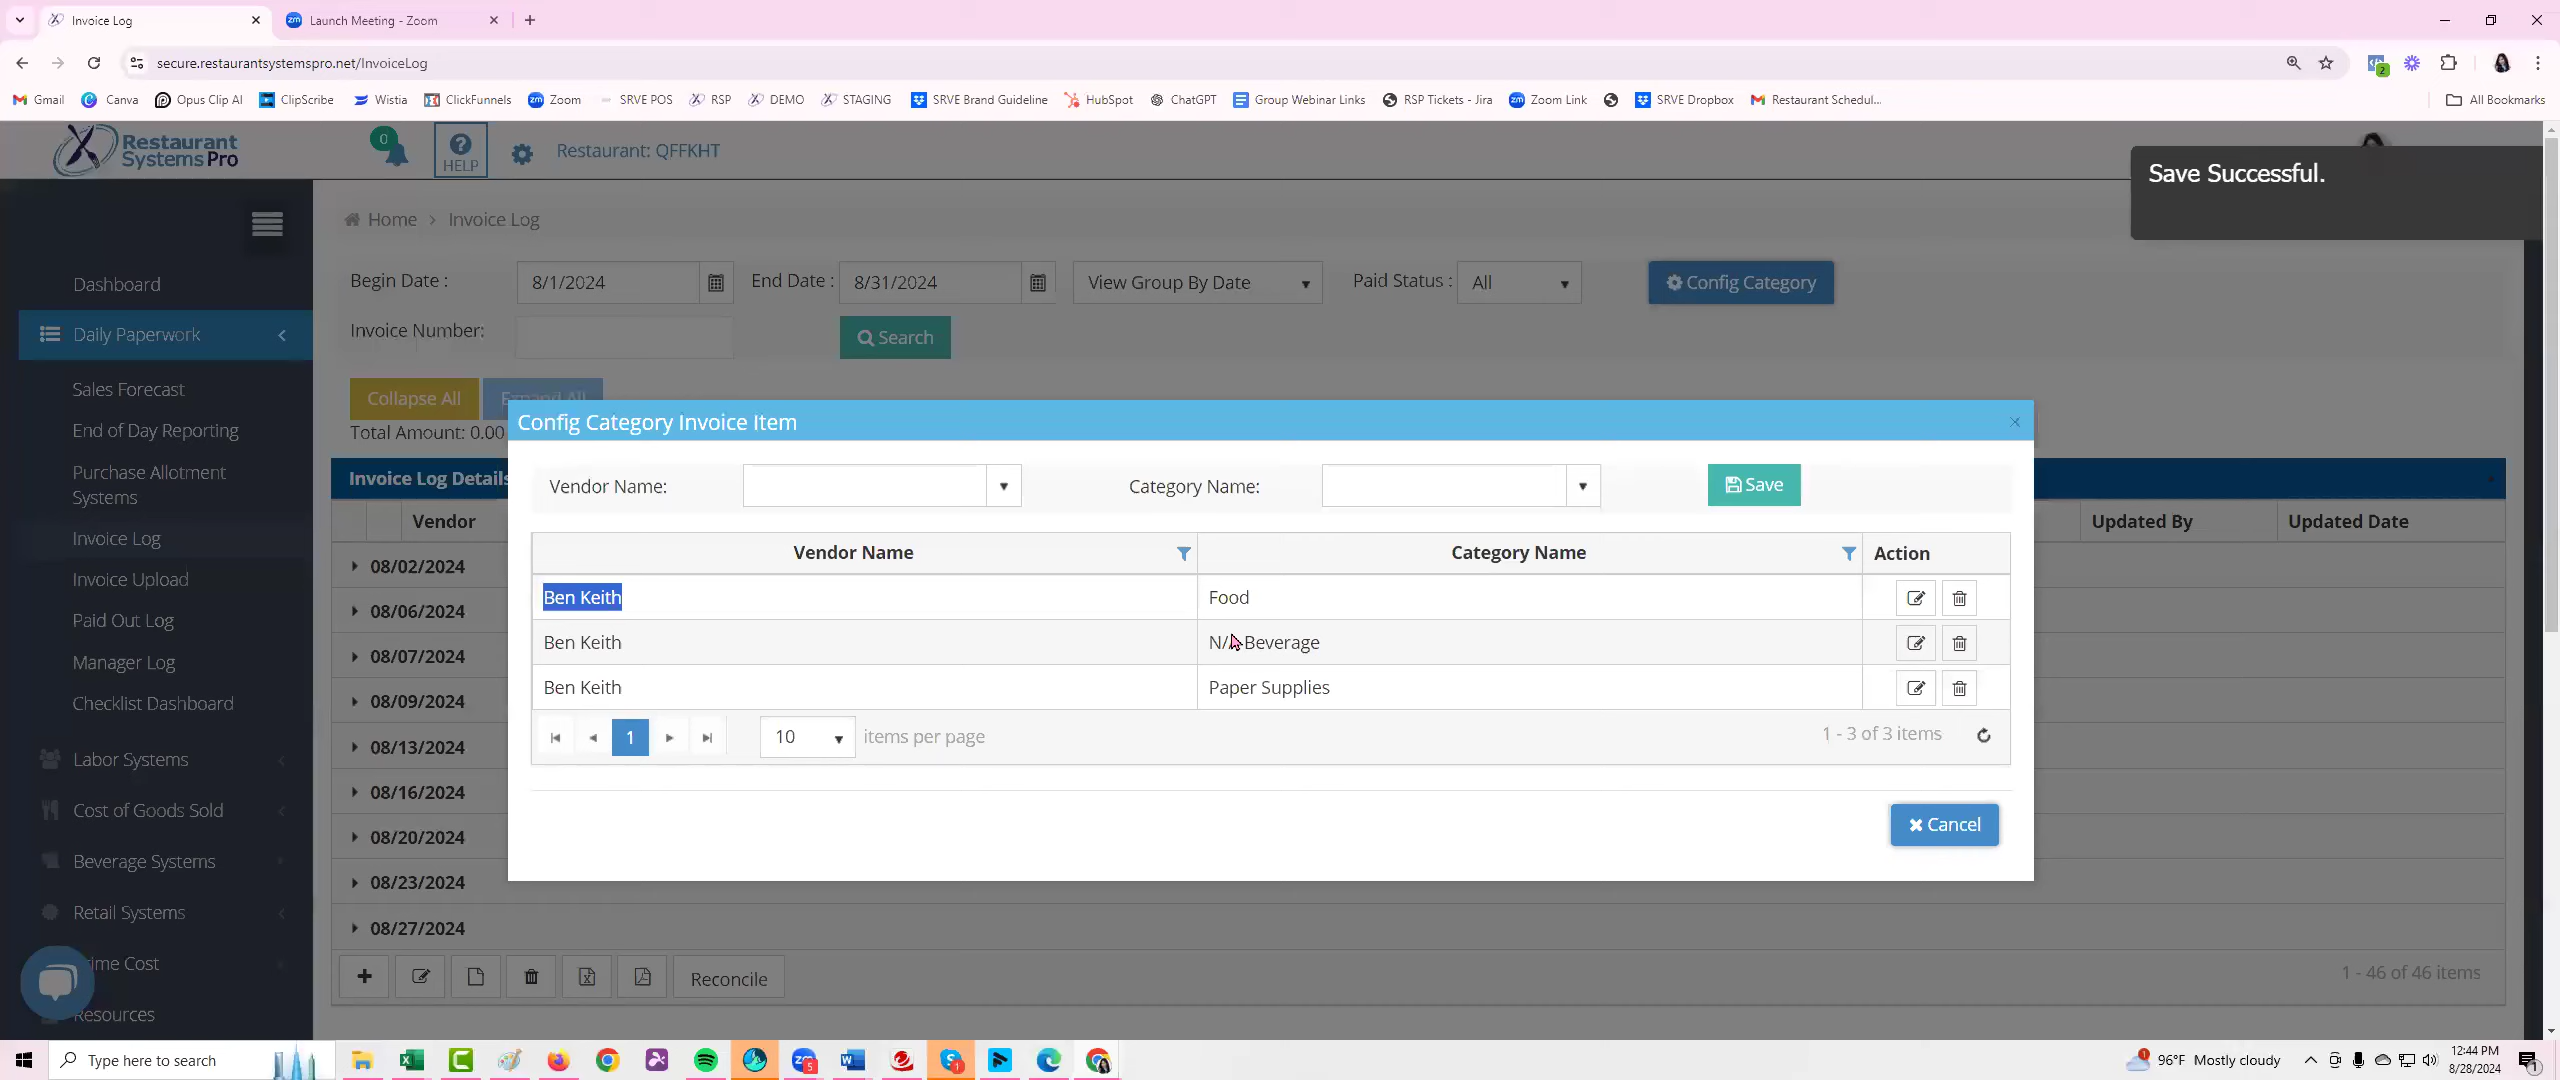 Invoice Log
Launch Meeting - Zoom
secure.restaurantsystemspro.net/InvoiceLog
2
Gmail
Canva
Opus Clip AI
ClipScribe
Wistia
ClickFunnels
Zoom
SRVE POS
RSP
DEMO
STAGING
SRVE Brand Guideline
HubSpot
ChatGPT
Group Webinar Links
RSP Tickets - Jira
Zoom Link
SRVE Dropbox
Restaurant Schedul...
All Bookmarks
Restaurant
Systems Pro
0
HELP
Restaurant: QFFKHT
Save Successful.
Home > Invoice Log
Dashboard
Daily Paperwork
Sales Forecast
End of Day Reporting
Purchase Allotment
Systems
Invoice Log
Invoice Upload
Paid Out Log
Manager Log
Checklist Dashboard
Labor Systems
Cost of Goods Sold
Beverage Systems
Retail Systems
rime Cost
Resources
Begin Date :
8/1/2024
End Date :
8/31/2024
View Group By Date
Paid Status :
All
Config Category
Invoice Number:
Search
Collapse All
Expand All
Total Amount: 0.00
Invoice Log Details
Vendor
Updated By
Updated Date
08/02/2024
08/06/2024
08/07/2024
08/09/2024
08/13/2024
08/16/2024
08/20/2024
08/23/2024
08/27/2024
Reconcile
1 - 46 of 46 items
Config Category Invoice Item
Vendor Name:
Category Name:
Save
Vendor Name
Category Name
Action
Ben Keith
Food
Ben Keith
N/A Beverage
Ben Keith
Paper Supplies
1
10
items per page
1 - 3 of 3 items
Cancel
Type here to search
5
1
1
96°F Mostly cloudy
12:44 PM
8/28/2024
1